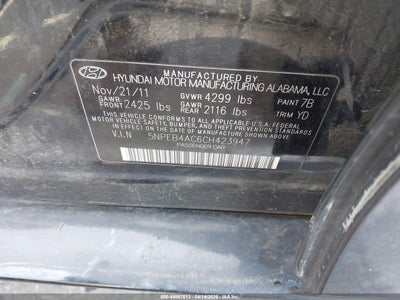 MANUFACTURED BY
HYUNDAI MOTOR MANUFACTURING ALABAMA, LLC
Nov/21/11 GVWR 4299 lbs PAINT 7B
GAWR FRONT 2425 lbs GAWR REAR 2116 lbs TRIM YD
THIS VEHICLE CONFORMS TO ALL APPLICABLE U.S.A. FEDERAL
MOTOR VEHICLE SAFETY, BUMPER, AND THEFT PREVENTION
STANDARDS IN EFFECT ON THE DATE OF MANUFACTURE
SHOWN ABOVE.
V.I.N 5NPEB4AC6CH423947
PASSENGER CAR